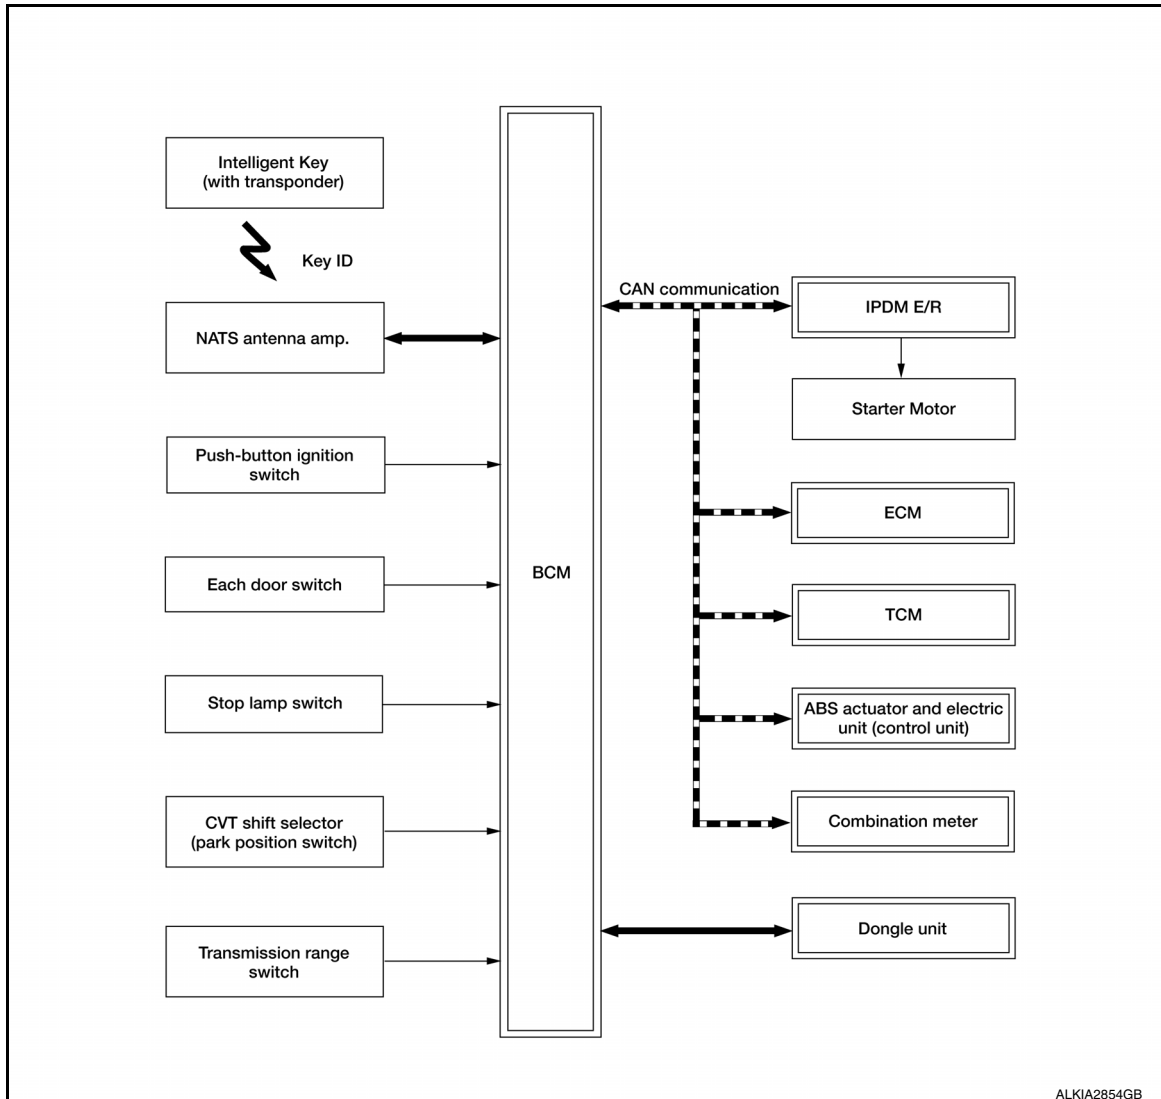 Intelligent Key
(with transponder)
Key ID
NATS antenna amp.
Push-button ignition
switch
Each door switch
Stop lamp switch
CVT shift selector
(park position switch)
Transmission range
switch
BCM
CAN communication
IPDM E/R
Starter Motor
ECM
TCM
ABS actuator and electric
unit (control unit)
Combination meter
Dongle unit
ALKIA2854GB